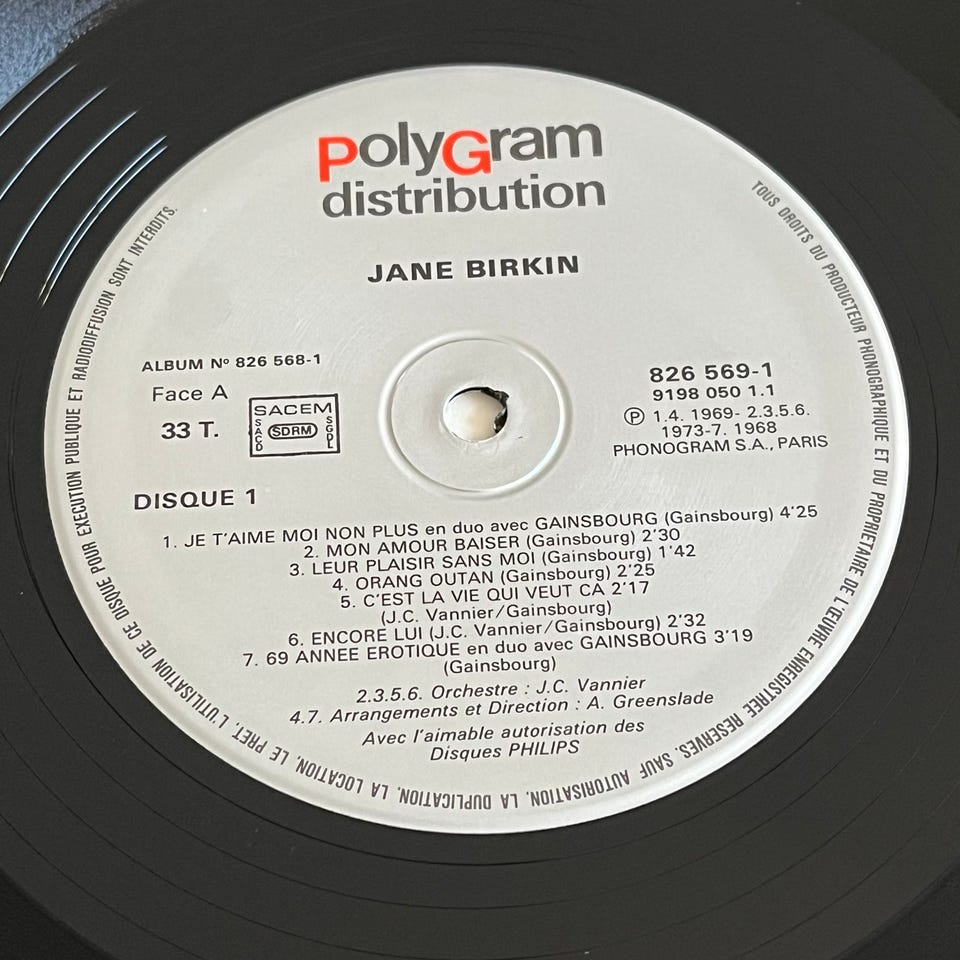 PolyGram
distribution
JANE BIRKIN
ALBUM Nº 826 568-1
Face A
33 T.
SACEM
SACD
SDRM
SGDL
826 569-1
9198 050 1.1
Ⓟ 1.4. 1969- 2.3.5.6.
1973-7. 1968
PHONOGRAM S.A., PARIS
DISQUE 1
1. JE T'AIME MOI NON PLUS en duo avec GAINSBOURG (Gainsbourg) 4'25
2. MON AMOUR BAISER (Gainsbourg) 2'30
3. LEUR PLAISIR SANS MOI (Gainsbourg) 1'42
4. ORANG OUTAN (Gainsbourg) 2'25
5. C'EST LA VIE QUI VEUT CA 2'17
(J.C. Vannier/Gainsbourg)
6. ENCORE LUI (J.C. Vannier/Gainsbourg) 2'32
7. 69 ANNEE EROTIQUE en duo avec GAINSBOURG 3'19
(Gainsbourg)
2.3.5.6. Orchestre : J.C. Vannier
4.7. Arrangements et Direction : A. Greenslade
Avec l'aimable autorisation des
Disques PHILIPS
TOUS DROITS DU PRODUCTEUR PHONOGRAPHIQUE ET DU PROPRIETAIRE DE L'ŒUVRE ENREGISTREE RESERVES. SAUF AUTORISATION, LA DUPLICATION, LA LOCATION, LE PRET, L'UTILISATION DE CE DISQUE POUR EXECUTION PUBLIQUE ET RADIODIFFUSION SONT INTERDITS.